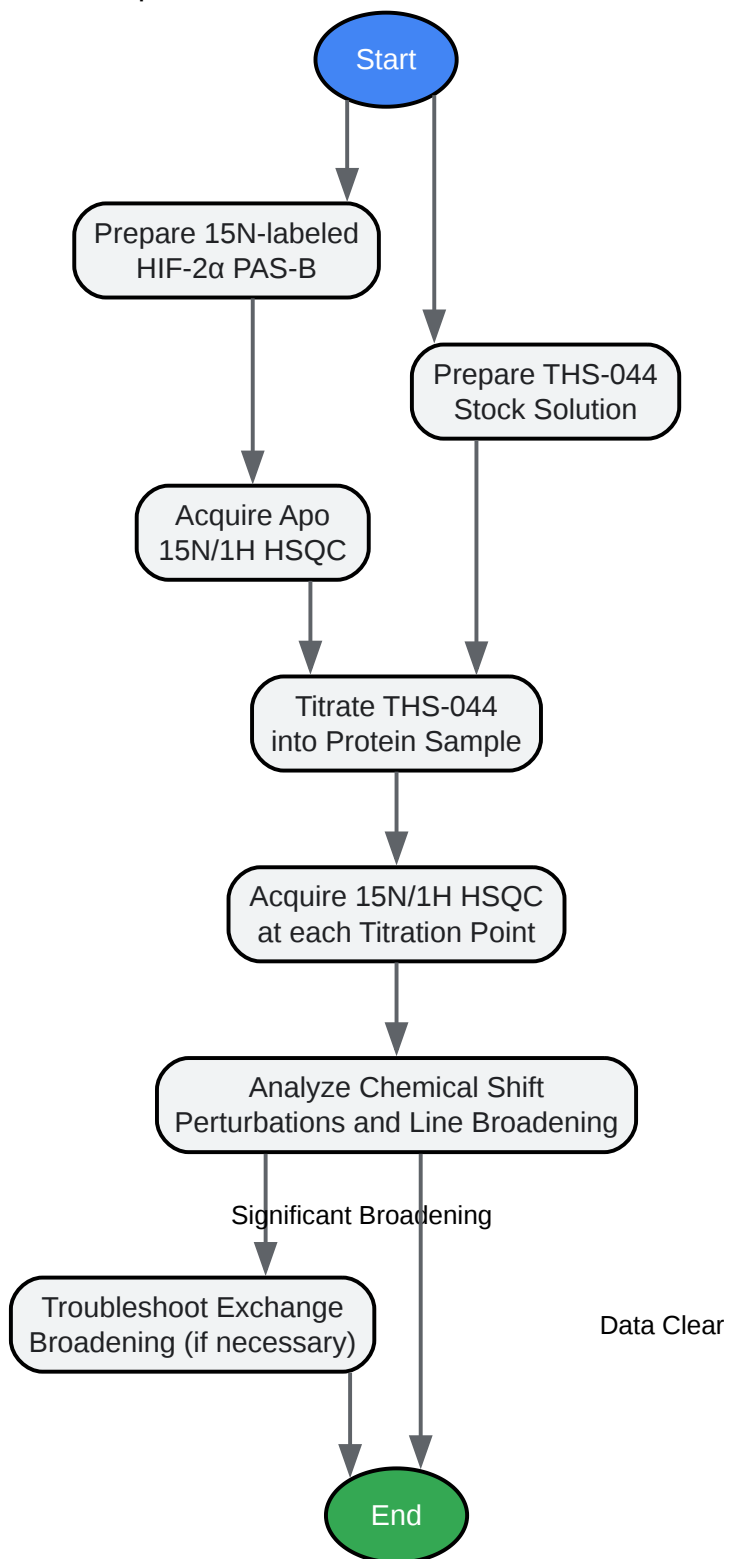 Start
Prepare 15N-labeled
HIF-2α PAS-B
Prepare THS-044
Stock Solution
Acquire Apo
15N/1H HSQC
Titrate THS-044
into Protein Sample
Acquire 15N/1H HSQC
at each Titration Point
Analyze Chemical Shift
Perturbations and Line Broadening
Significant Broadening
Troubleshoot Exchange
Broadening (if necessary)
Data Clear
End